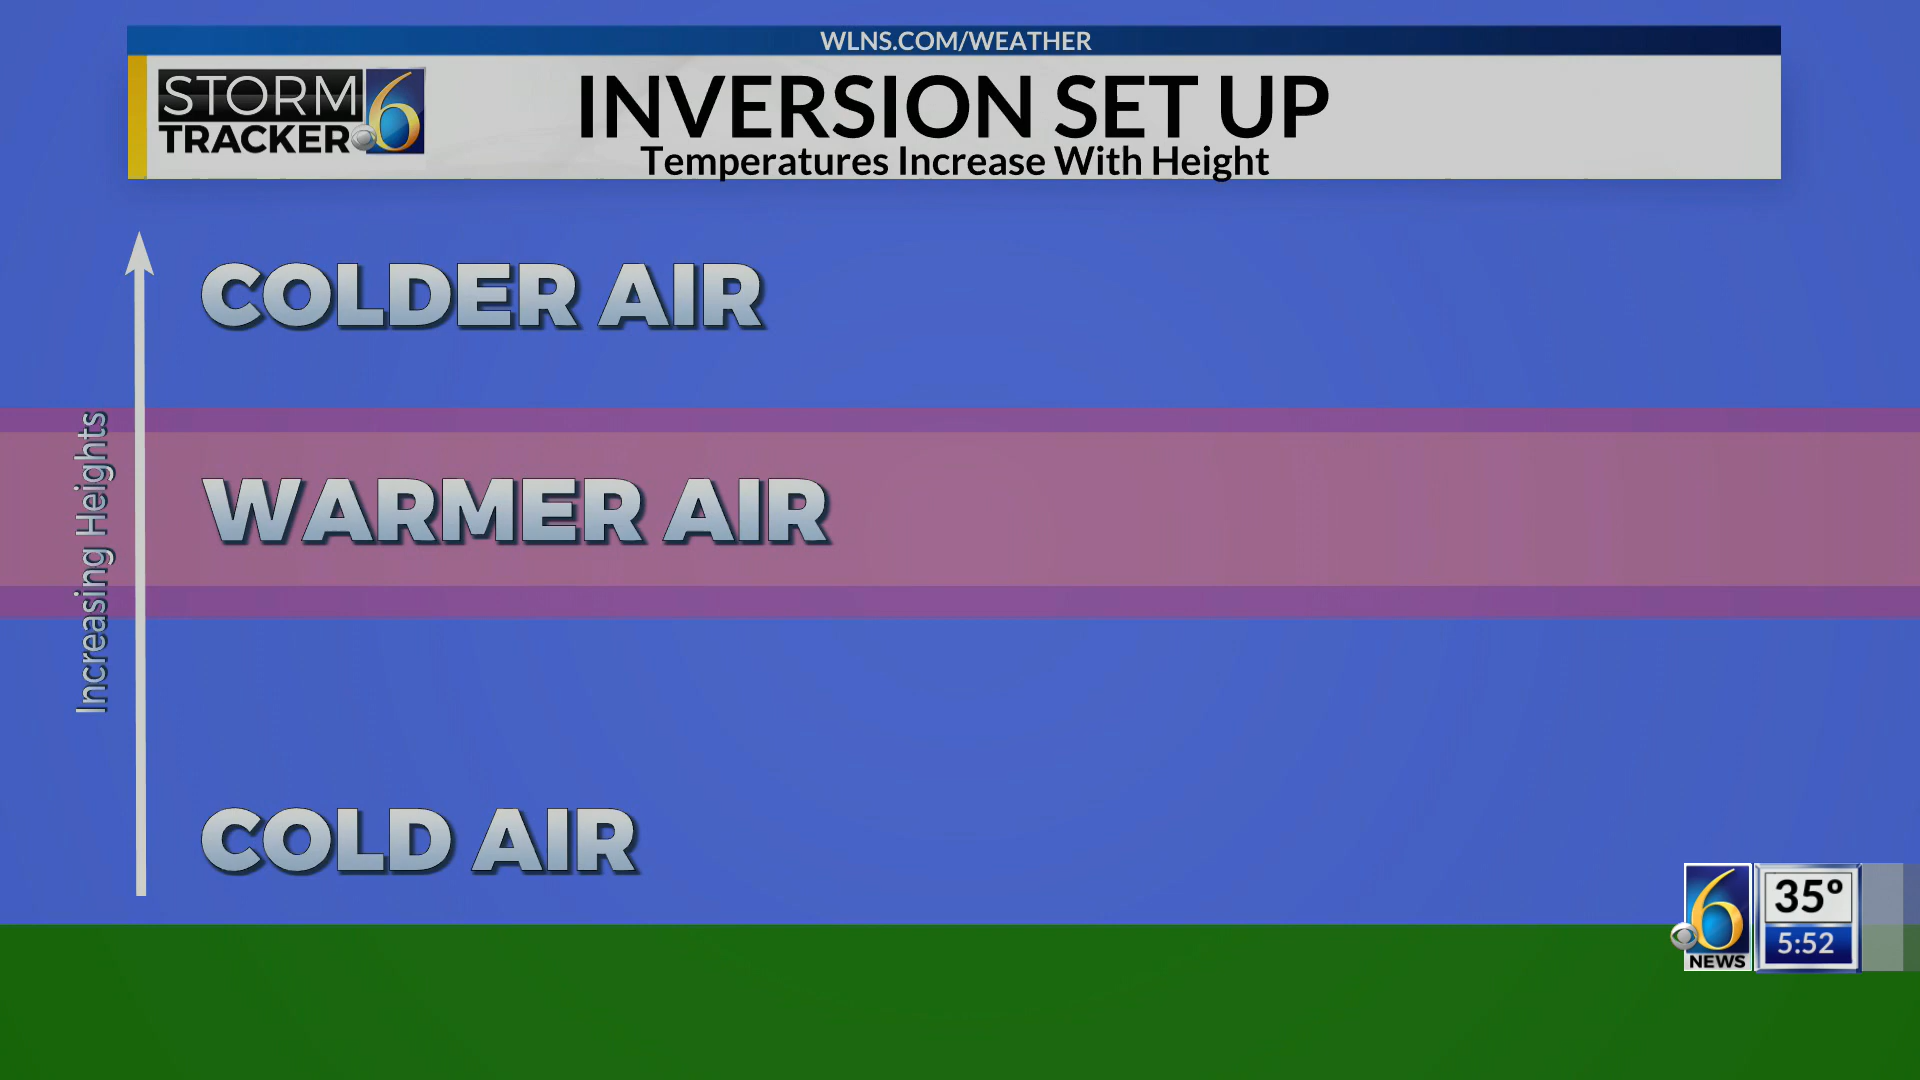 WLNS.COM/WEATHER
STORM
TRACKER 6
INVERSION SET UP
Temperatures Increase With Height
COLDER AIR
Increasing Heights
WARMER AIR
COLD AIR
6
NEWS
35º
5:52